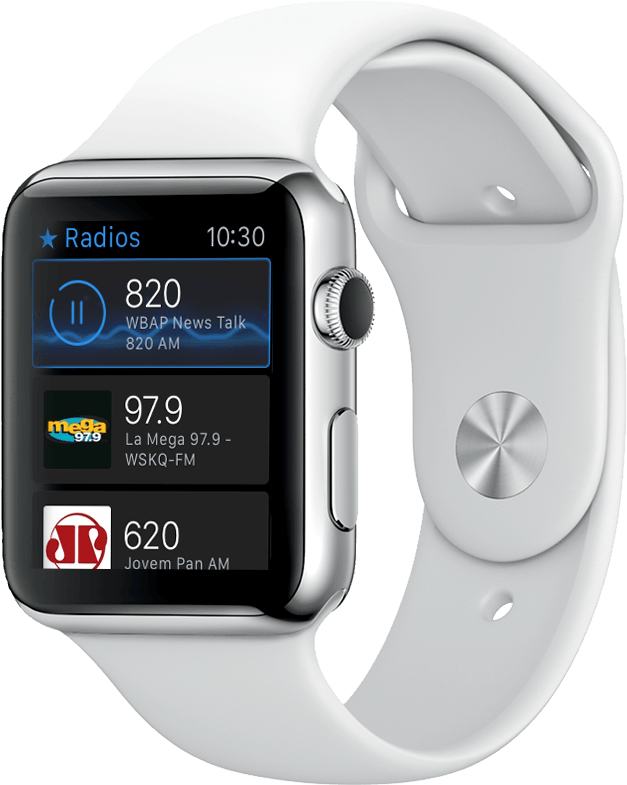 ★ Radios 10:30
820
WBAP News Talk
820 AM
mega
97.9
97.9
La Mega 97.9 -
WSKQ-FM
620
Jovem Pan AM